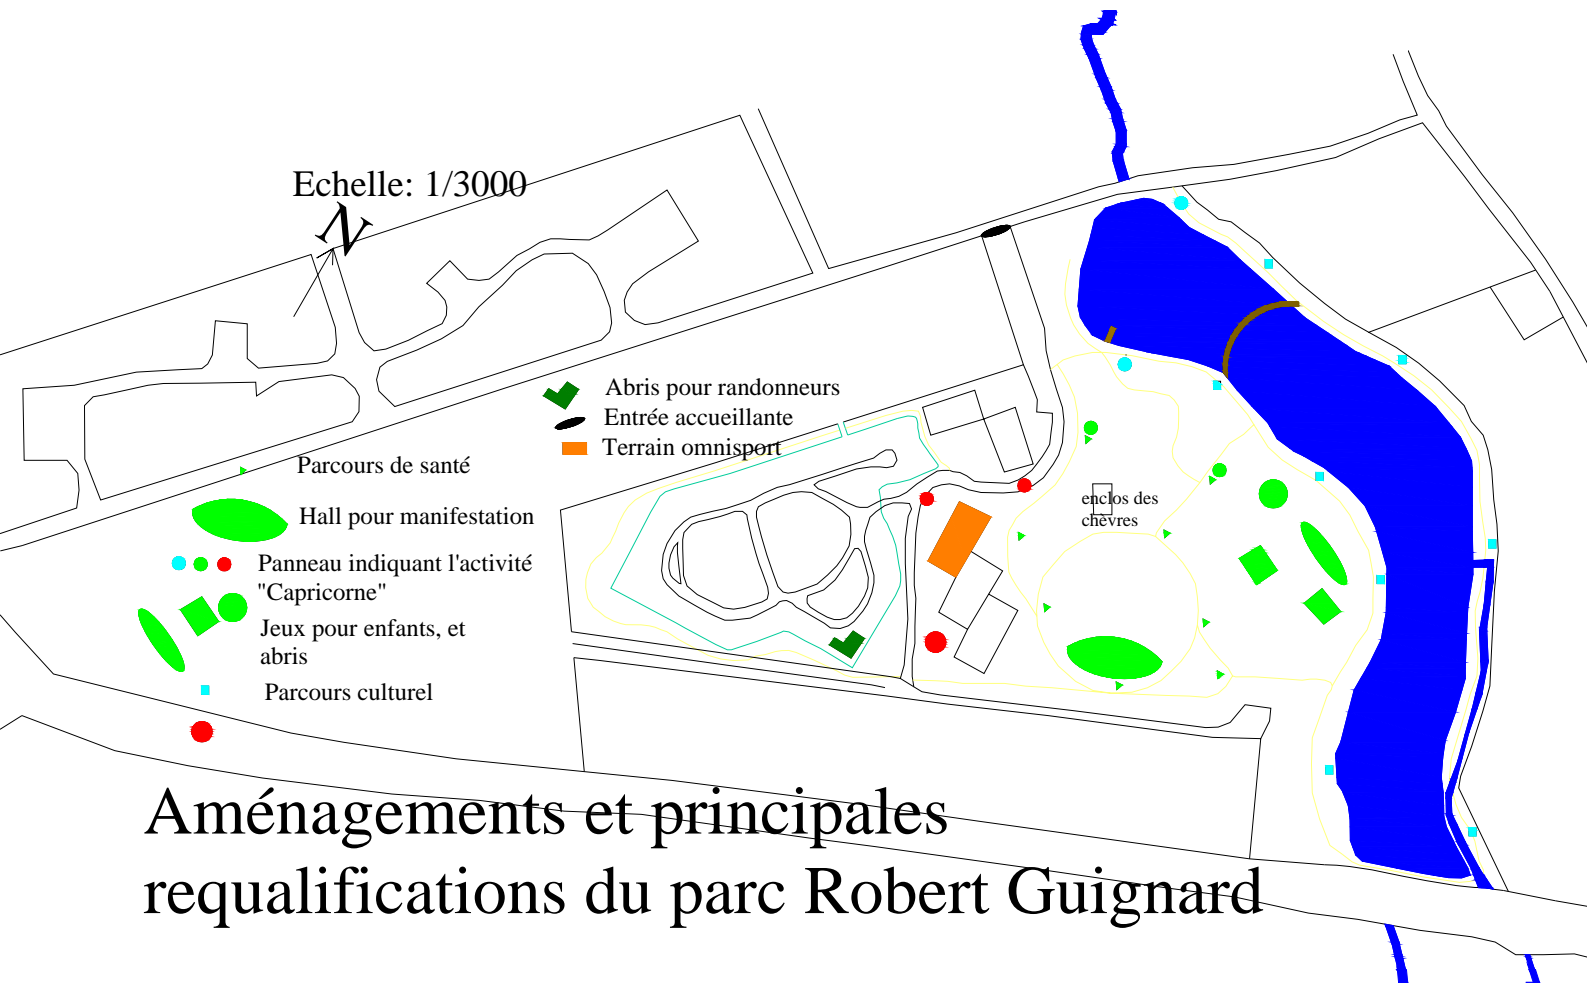 Echelle: 1/3000
N
Abris pour randonneurs
Entrée accueillante
Terrain omnisport
Parcours de santé
Hall pour manifestation
Panneau indiquant l'activité
"Capricorne"
Jeux pour enfants, et
abris
Parcours culturel
enclos des
chèvres
Aménagements et principales
requalifications du parc Robert Guignard